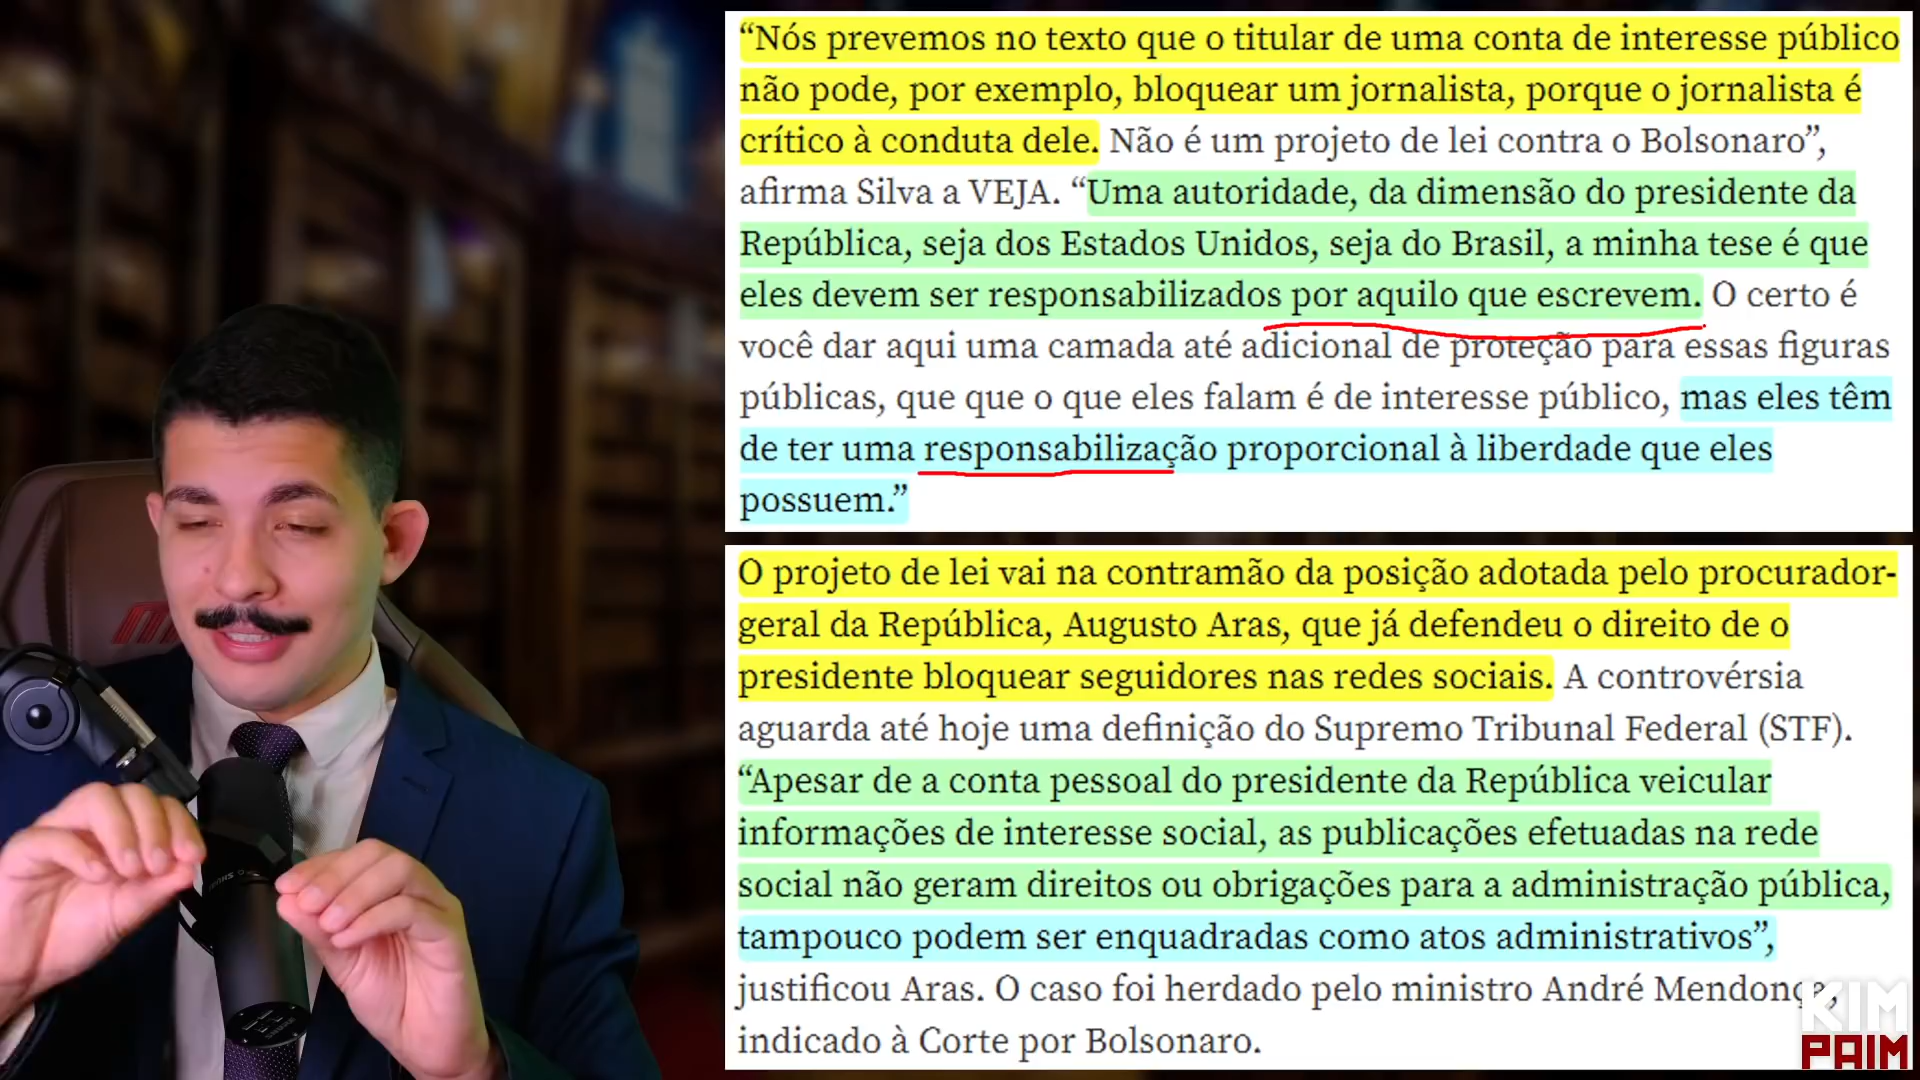 “Nós prevemos no texto que o titular de uma conta de interesse público
não pode, por exemplo, bloquear um jornalista, porque o jornalista é
crítico à conduta dele. Não é um projeto de lei contra o Bolsonaro”,
afirma Silva a VEJA. “Uma autoridade, da dimensão do presidente da
República, seja dos Estados Unidos, seja do Brasil, a minha tese é que
eles devem ser responsabilizados por aquilo que escrevem. O certo é
você dar aqui uma camada até adicional de proteção para essas figuras
públicas, que que o que eles falam é de interesse público, mas eles têm
de ter uma responsabilização proporcional à liberdade que eles
possuem.”
O projeto de lei vai na contramão da posição adotada pelo procurador-
geral da República, Augusto Aras, que já defendeu o direito de o
presidente bloquear seguidores nas redes sociais. A controvérsia
aguarda até hoje uma definição do Supremo Tribunal Federal (STF).
“Apesar de a conta pessoal do presidente da República veicular
informações de interesse social, as publicações efetuadas na rede
social não geram direitos ou obrigações para a administração pública,
tampouco podem ser enquadradas como atos administrativos”,
justificou Aras. O caso foi herdado pelo ministro André Mendonça,
indicado à Corte por Bolsonaro.
KIM
PAIM